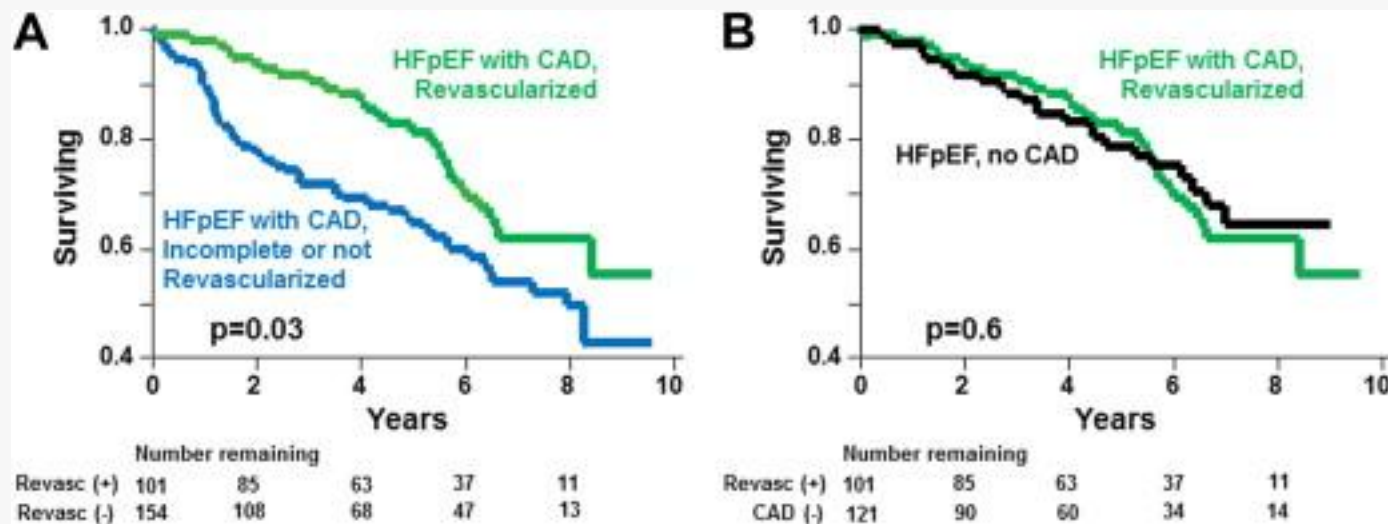 A
1.0
0.8
0.6
0.4
Surviving
HFpEF with CAD,
Revascularized
HFpEF with CAD,
Incomplete or not
Revascularized
p=0.03
0 2 4 6 8 10
Years
Number remaining
Revasc (+) 101 85 63 37 11
Revasc (-) 154 108 68 47 13
B
1.0
0.8
0.6
0.4
Surviving
HFpEF with CAD,
Revascularized
HFpEF, no CAD
p=0.6
0 2 4 6 8 10
Years
Number remaining
Revasc (+) 101 85 63 37 11
CAD (-) 121 90 60 34 14